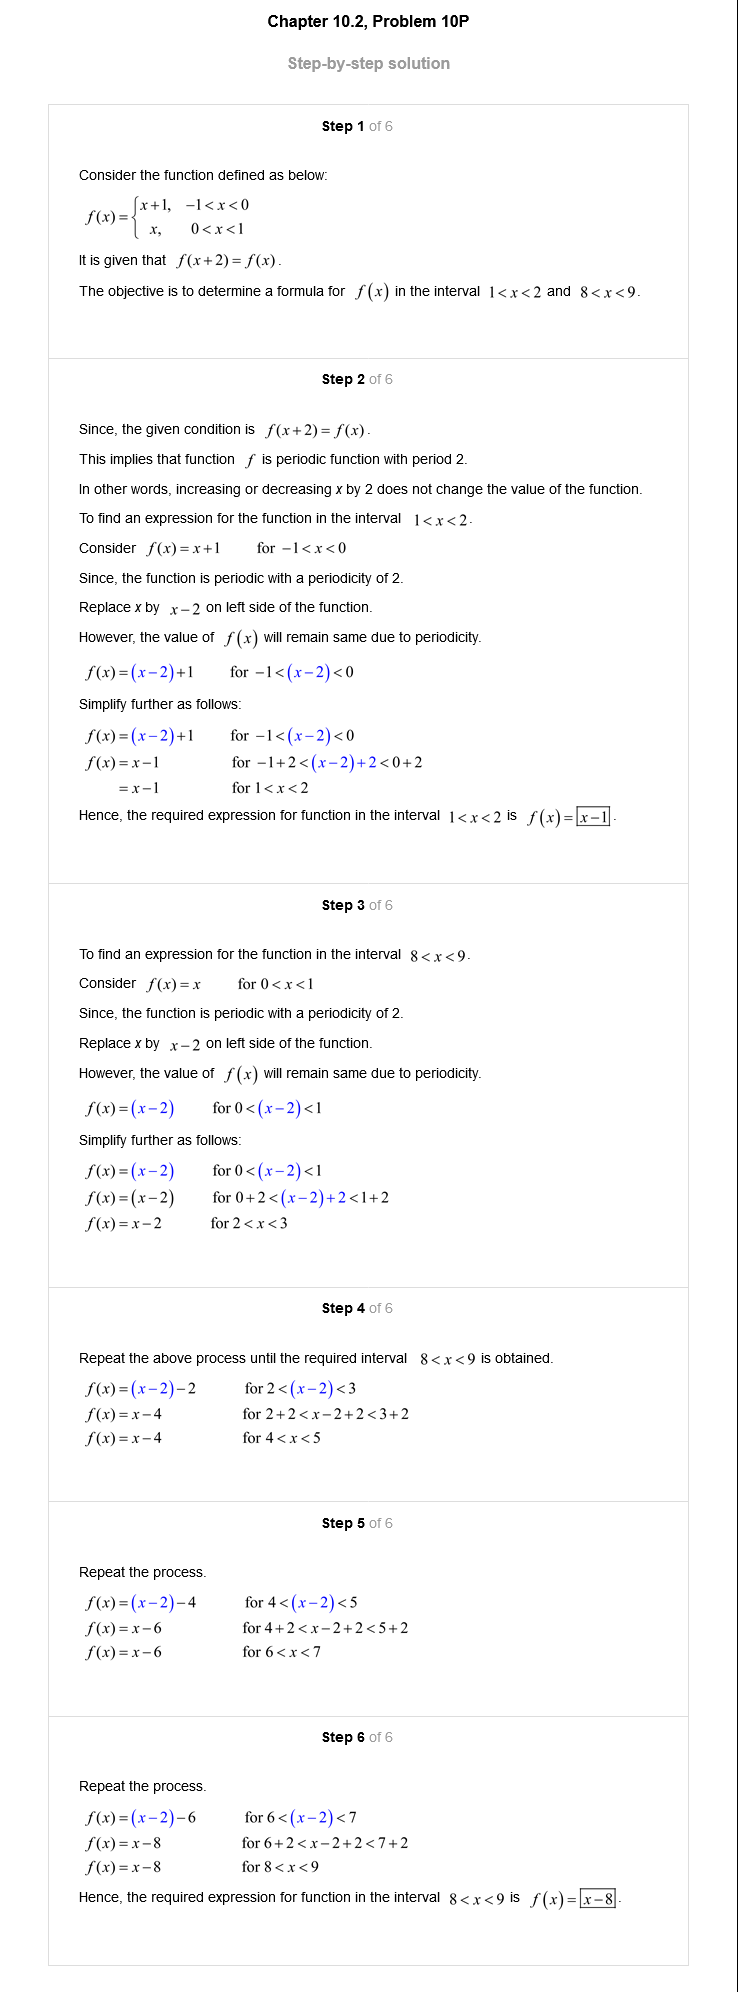 Chapter 10.2, Problem 10P
Step-by-step solution
Step 1 of 6
Consider the function defined as below:
f(x) = { x+1, −1<x<0
x, 0<x<1
It is given that f(x+2) = f(x).
The objective is to determine a formula for f(x) in the interval 1<x<2 and 8<x<9.
Step 2 of 6
Since, the given condition is f(x+2) = f(x).
This implies that function f is periodic function with period 2.
In other words, increasing or decreasing x by 2 does not change the value of the function.
To find an expression for the function in the interval 1<x<2.
Consider f(x) = x+1 for −1<x<0
Since, the function is periodic with a periodicity of 2.
Replace x by x−2 on left side of the function.
However, the value of f(x) will remain same due to periodicity.
f(x) = (x−2)+1 for −1<(x−2)<0
Simplify further as follows:
f(x) = (x−2)+1 for −1<(x−2)<0
f(x) = x−1 for −1+2<(x−2)+2<0+2
= x−1 for 1<x<2
Hence, the required expression for function in the interval 1<x<2 is f(x) = x−1.
Step 3 of 6
To find an expression for the function in the interval 8<x<9.
Consider f(x) = x for 0<x<1
Since, the function is periodic with a periodicity of 2.
Replace x by x−2 on left side of the function.
However, the value of f(x) will remain same due to periodicity.
f(x) = (x−2) for 0<(x−2)<1
Simplify further as follows:
f(x) = (x−2) for 0<(x−2)<1
f(x) = (x−2) for 0+2<(x−2)+2<1+2
f(x) = x−2 for 2<x<3
Step 4 of 6
Repeat the above process until the required interval 8<x<9 is obtained.
f(x) = (x−2)−2 for 2<(x−2)<3
f(x) = x−4 for 2+2<x−2+2<3+2
f(x) = x−4 for 4<x<5
Step 5 of 6
Repeat the process.
f(x) = (x−2)−4 for 4<(x−2)<5
f(x) = x−6 for 4+2<x−2+2<5+2
f(x) = x−6 for 6<x<7
Step 6 of 6
Repeat the process.
f(x) = (x−2)−6 for 6<(x−2)<7
f(x) = x−8 for 6+2<x−2+2<7+2
f(x) = x−8 for 8<x<9
Hence, the required expression for function in the interval 8<x<9 is f(x) = x−8.